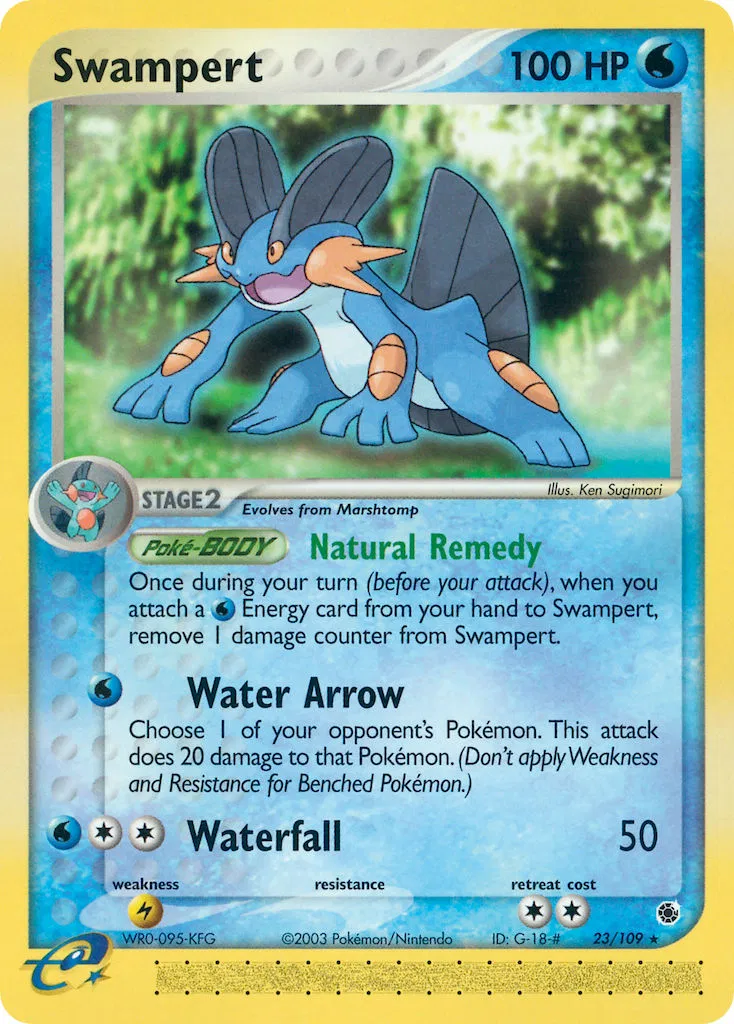 Swampert
100 HP
Illus. Ken Sugimori
STAGE2
Evolves from Marshtomp
Poké-BODY
Natural Remedy
Once during your turn (before your attack), when you
attach a Energy card from your hand to Swampert,
remove 1 damage counter from Swampert.
Water Arrow
Choose 1 of your opponent's Pokémon. This attack
does 20 damage to that Pokémon. (Don't apply Weakness
and Resistance for Benched Pokémon.)
Waterfall 50
weakness resistance retreat cost
WR0-095-KFG ©2003 Pokémon/Nintendo ID: G-18-# 23/109 ★
e